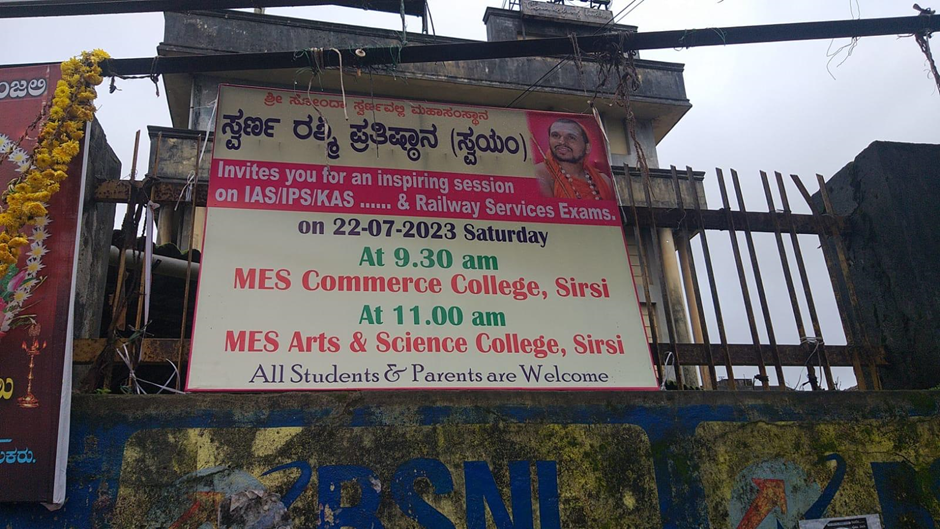 ಶ್ರೀ ಸೋಂದಾ ಸ್ವರ್ಣವಲ್ಲಿ ಮಹಾಸಂಸ್ಥಾನ
ಸ್ವರ್ಣ ರಶ್ಮಿ ಪ್ರತಿಷ್ಠಾನ (ಸ್ವಯಂ)
Invites you for an inspiring session
on IAS/IPS/KAS ...... & Railway Services Exams.
on 22-07-2023 Saturday
At 9.30 am
MES Commerce College, Sirsi
At 11.00 am
MES Arts & Science College, Sirsi
All Students & Parents are Welcome
BSNL